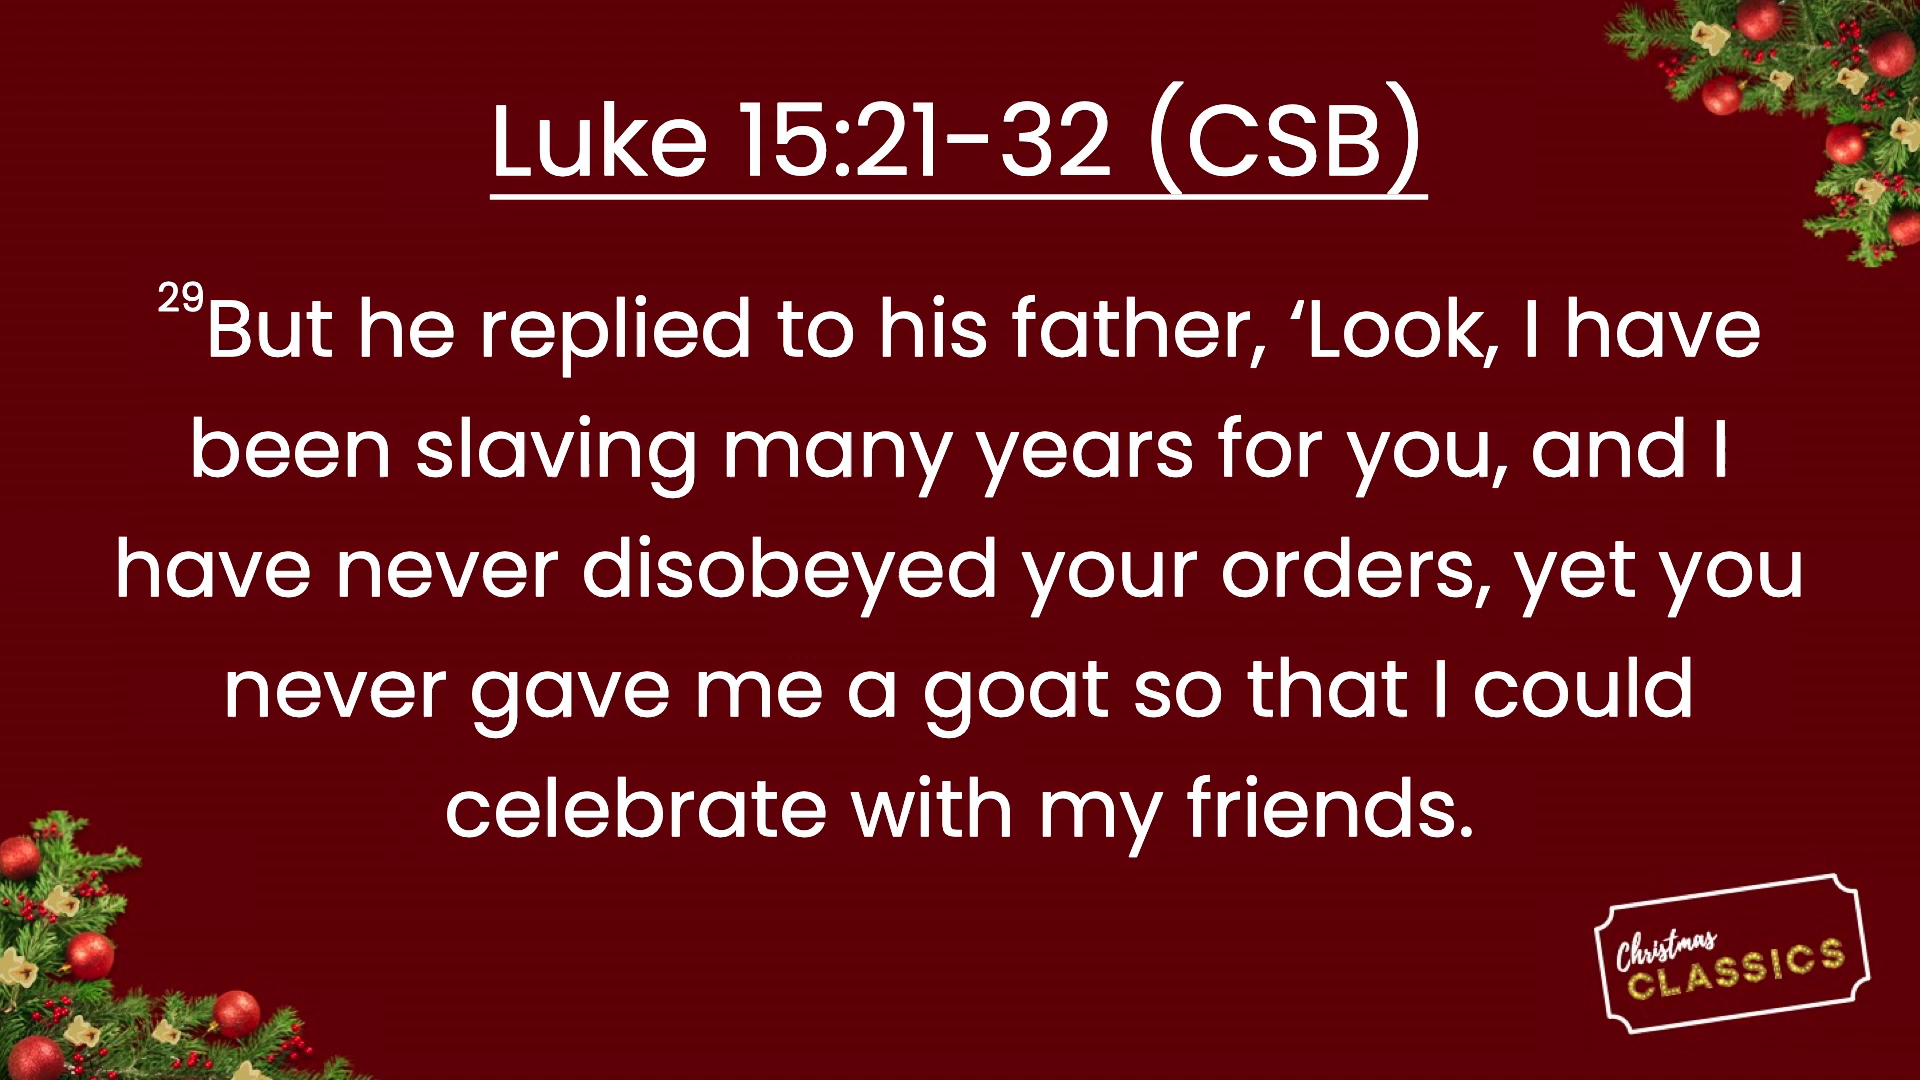 Luke 15:21-32 (CSB)
29But he replied to his father, ‘Look, I have
been slaving many years for you, and I
have never disobeyed your orders, yet you
never gave me a goat so that I could
celebrate with my friends.
Christmas
CLASSICS